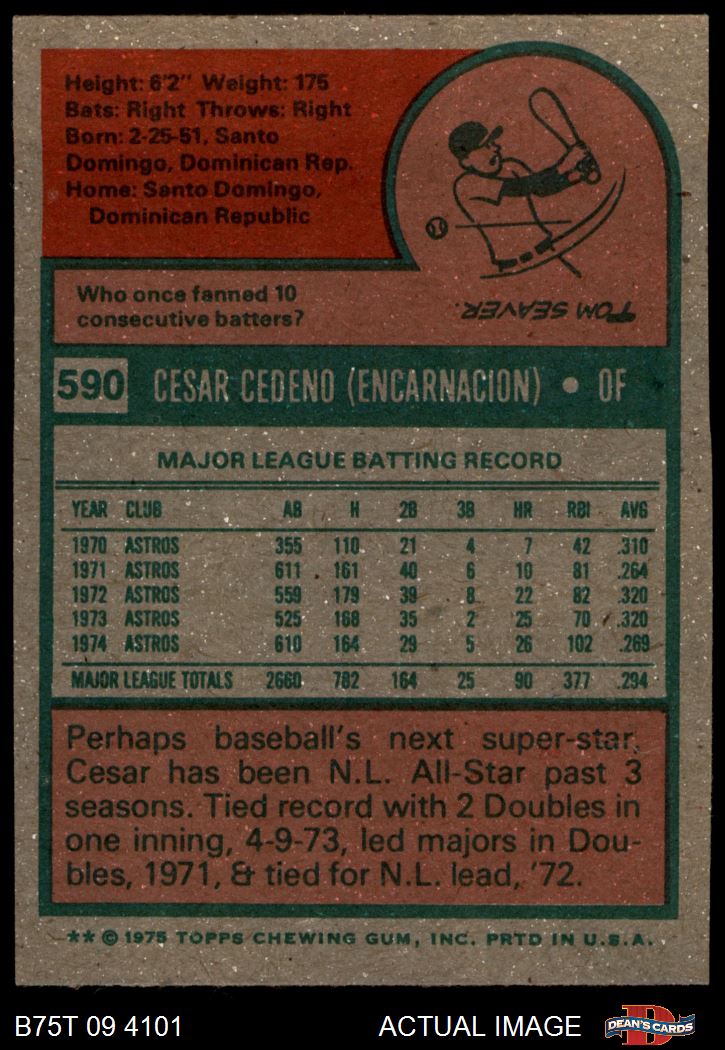 Height: 6'2" Weight: 175
Bats: Right Throws: Right
Born: 2-25-51, Santo
Domingo, Dominican Rep.
Home: Santo Domingo,
Dominican Republic
Who once fanned 10
consecutive batters?
TOM SEAVER.
590 CESAR CEDENO (ENCARNACION) • OF
MAJOR LEAGUE BATTING RECORD
YEAR CLUB AB H 2B 3B HR RBI AVG
1970 ASTROS 355 110 21 4 7 42 .310
1971 ASTROS 611 161 40 6 10 81 .264
1972 ASTROS 559 179 39 8 22 82 .320
1973 ASTROS 525 168 35 2 25 70 .320
1974 ASTROS 610 164 29 5 26 102 .269
MAJOR LEAGUE TOTALS 2660 782 164 25 90 377 .294
Perhaps baseball's next super-star,
Cesar has been N.L. All-Star past 3
seasons. Tied record with 2 Doubles in
one inning, 4-9-73, led majors in Dou-
bles, 1971, & tied for N.L. lead, '72.
** © 1975 TOPPS CHEWING GUM, INC. PRTD IN U.S.A.
B75T 09 4101 ACTUAL IMAGE D DEAN'S CARDS